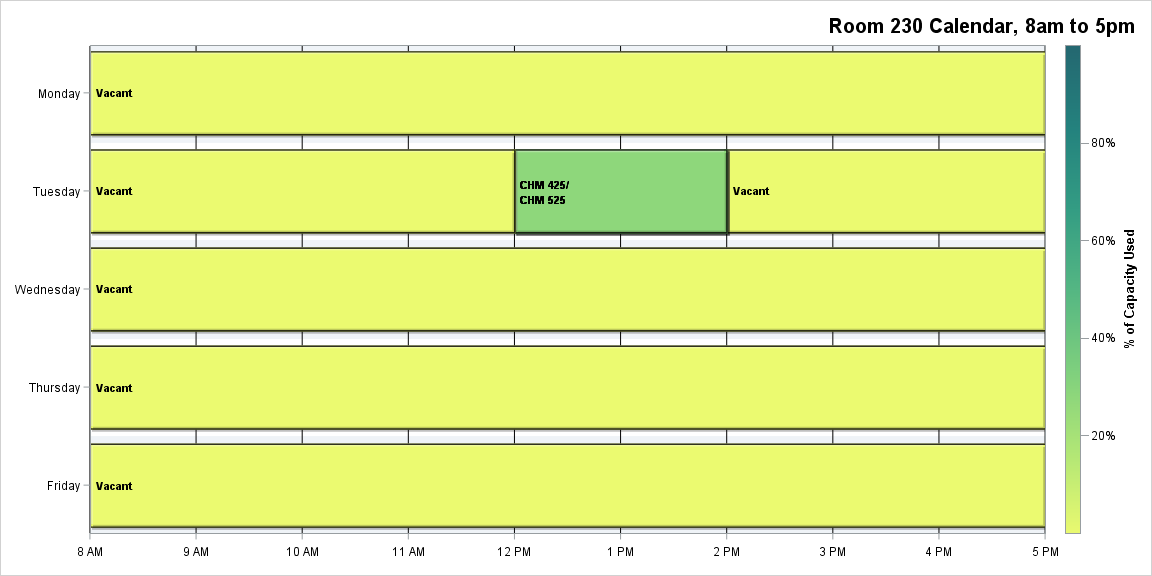 Room 230 Calendar, 8am to 5pm
Monday
Vacant
Tuesday
Vacant
CHM 425/
CHM 525
Vacant
Wednesday
Vacant
Thursday
Vacant
Friday
Vacant
8 AM
9 AM
10 AM
11 AM
12 PM
1 PM
2 PM
3 PM
4 PM
5 PM
80%
60%
40%
20%
% of Capacity Used